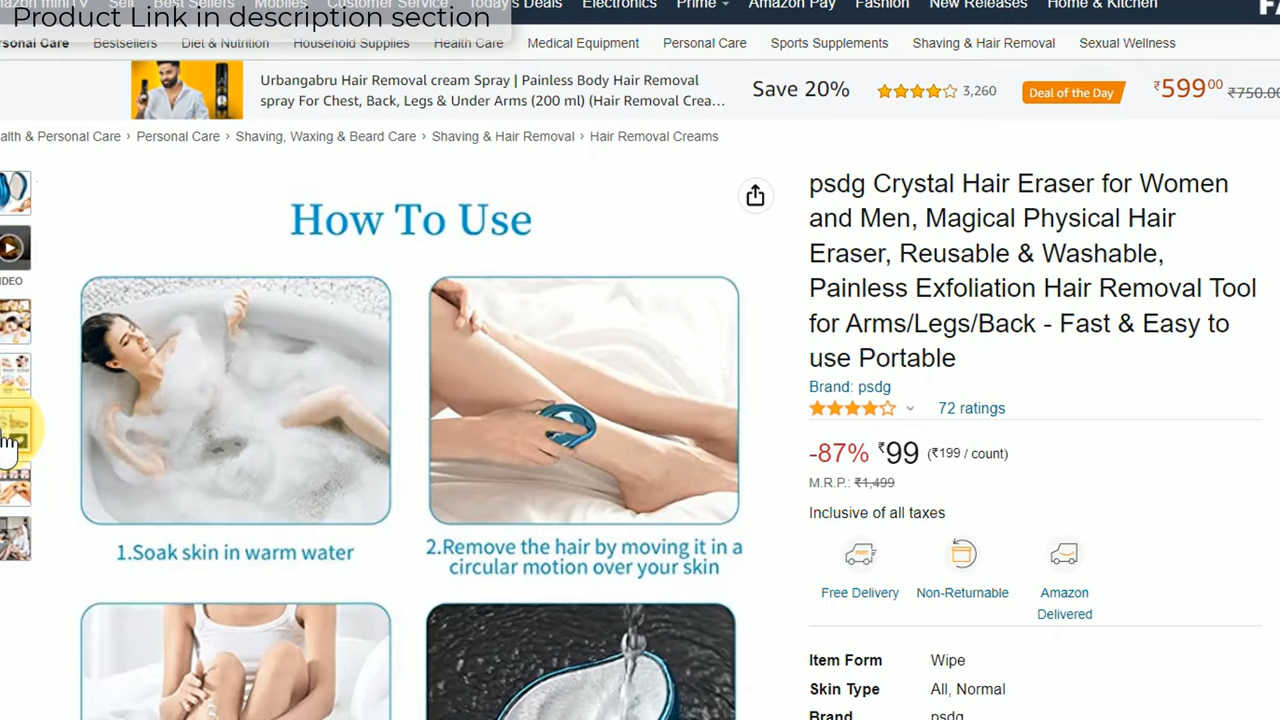 Product Link in description section
Sell Best Sellers Mobiles Customer Service Today's Deals Electronics Prime Amazon Pay Fashion New Releases Home & Kitchen
Personal Care Bestsellers Diet & Nutrition Household Supplies Health Care Medical Equipment Personal Care Sports Supplements Shaving & Hair Removal Sexual Wellness
Urbangabru Hair Removal cream Spray | Painless Body Hair Removal
spray For Chest, Back, Legs & Under Arms (200 ml) (Hair Removal Crea…
Save 20%
3,260
Deal of the Day
₹59900 ₹750.00
alth & Personal Care › Personal Care › Shaving, Waxing & Beard Care › Shaving & Hair Removal › Hair Removal Creams
IDEO
How To Use
1.Soak skin in warm water
2.Remove the hair by moving it in a
circular motion over your skin
psdg Crystal Hair Eraser for Women
and Men, Magical Physical Hair
Eraser, Reusable & Washable,
Painless Exfoliation Hair Removal Tool
for Arms/Legs/Back - Fast & Easy to
use Portable
Brand: psdg
72 ratings
-87% ₹99 (₹199 / count)
M.R.P.: ₹1,499
Inclusive of all taxes
Free Delivery
Non-Returnable
Amazon
Delivered
Item Form Wipe
Skin Type All, Normal
Brand psdg